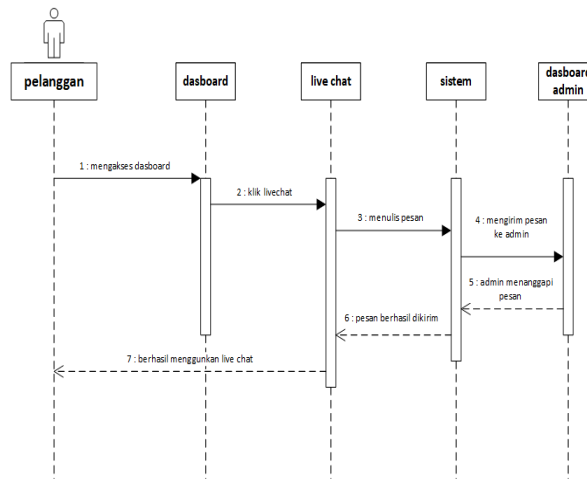 pelanggan
dasboard
live chat
sistem
dasboard
admin
1 : mengakses dasboard
2 : klik livechat
3 : menulis pesan
4 : mengirim pesan
ke admin
5 : admin menanggapi
pesan
6 : pesan berhasil dikirim
7 : berhasil menggunkan live chat